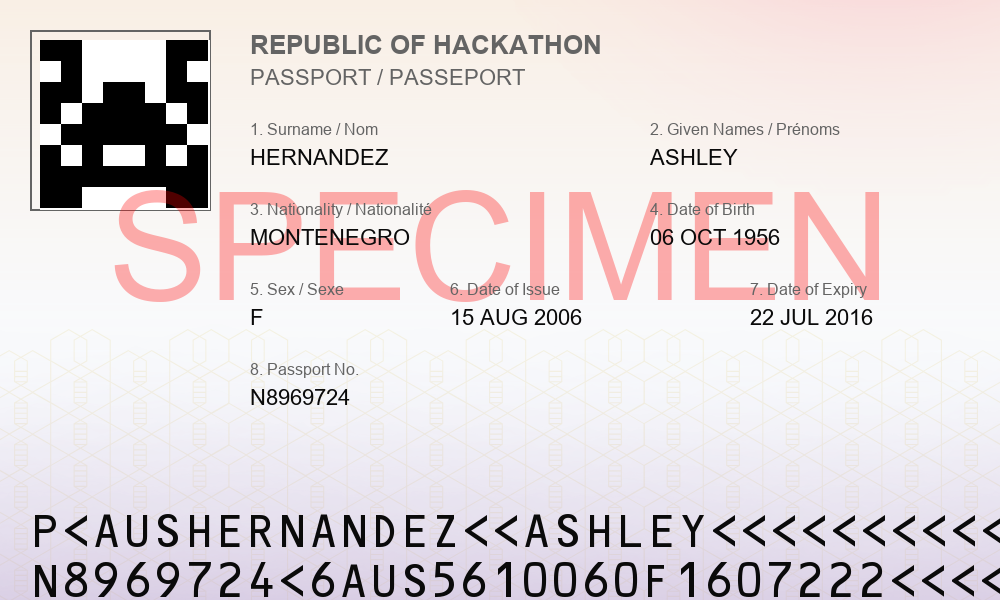 REPUBLIC OF HACKATHON
PASSPORT / PASSEPORT
1. Surname / Nom
HERNANDEZ
2. Given Names / Prénoms
ASHLEY
SPECIMEN
3. Nationality / Nationalité
MONTENEGRO
4. Date of Birth
06 OCT 1956
5. Sex / Sexe
F
6. Date of Issue
15 AUG 2006
7. Date of Expiry
22 JUL 2016
8. Passport No.
N8969724
P<AUSHERNANDEZ<<ASHLEY<<<<<<<<<<
N8969724<6AUS5610060F1607222<<<<